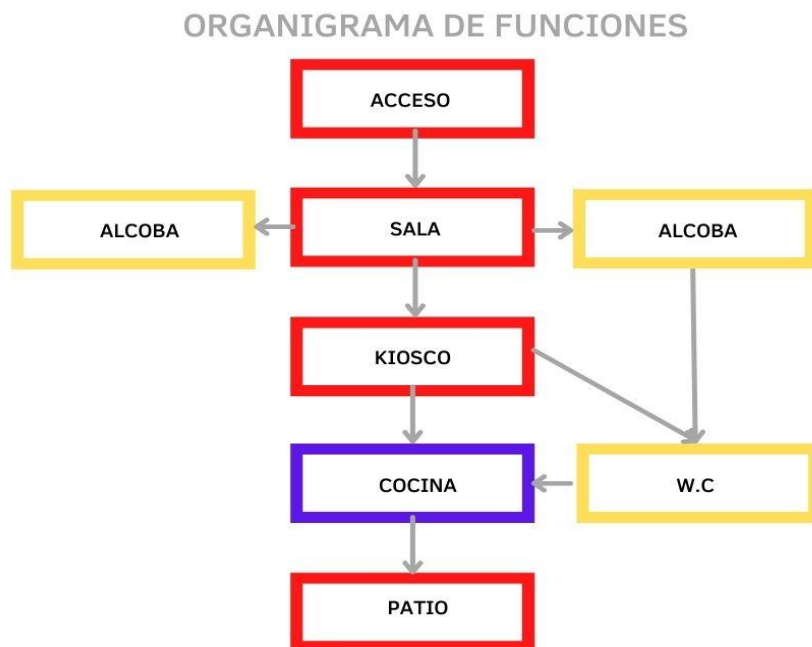 ORGANIGRAMA DE FUNCIONES
ACCESO
ALCOBA
SALA
ALCOBA
KIOSCO
COCINA
W.C
PATIO